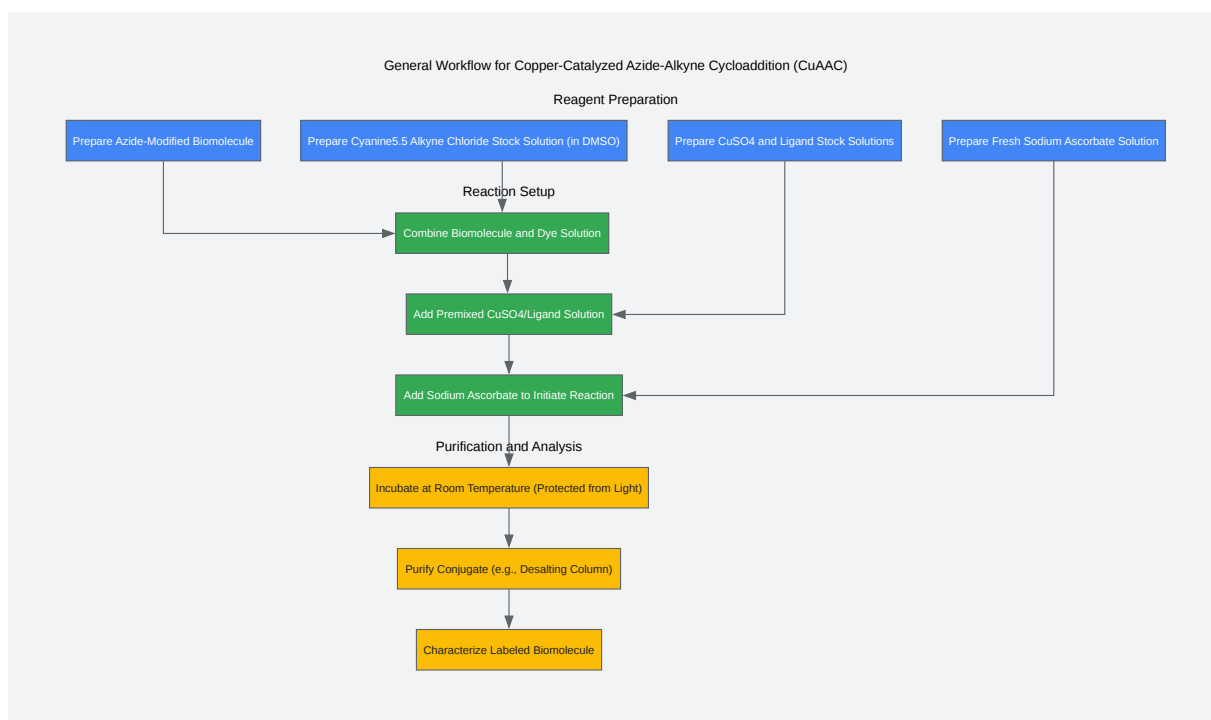 General Workflow for Copper-Catalyzed Azide-Alkyne Cycloaddition (CuAAC)
Reagent Preparation
Prepare Azide-Modified Biomolecule
Prepare Cyanine5.5 Alkyne Chloride Stock Solution (in DMSO)
Prepare CuSO4 and Ligand Stock Solutions
Prepare Fresh Sodium Ascorbate Solution
Reaction Setup
Combine Biomolecule and Dye Solution
Add Premixed CuSO4/Ligand Solution
Add Sodium Ascorbate to Initiate Reaction
Purification and Analysis
Incubate at Room Temperature (Protected from Light)
Purify Conjugate (e.g., Desalting Column)
Characterize Labeled Biomolecule